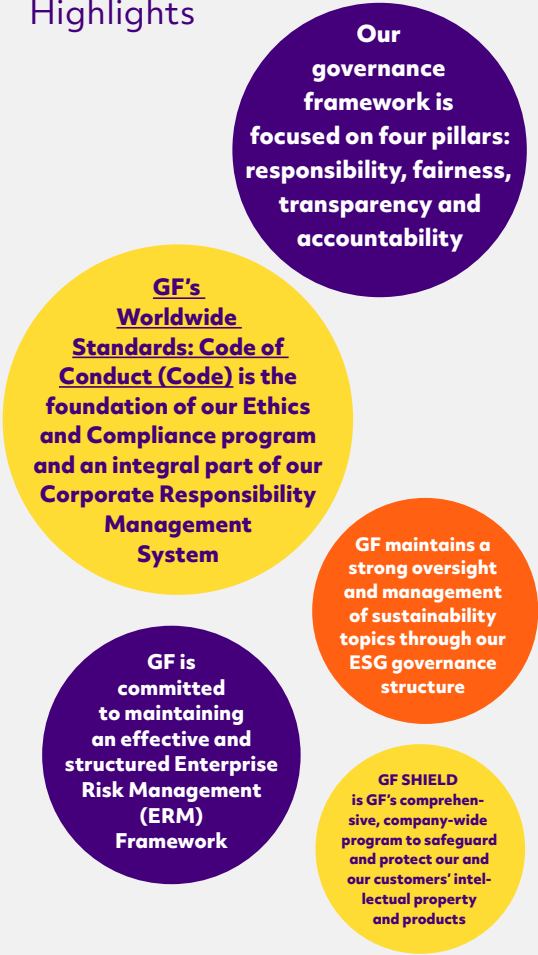 Highlights
Our
governance
framework is
focused on four pillars:
responsibility, fairness,
transparency and
accountability
GF’s
Worldwide
Standards: Code of
Conduct (Code) is the
foundation of our Ethics
and Compliance program
and an integral part of our
Corporate Responsibility
Management
System
GF maintains a
strong oversight
and management
of sustainability
topics through our
ESG governance
structure
GF is
committed
to maintaining
an effective and
structured Enterprise
Risk Management
(ERM)
Framework
GF SHIELD
is GF’s comprehen-
sive, company-wide
program to safeguard
and protect our and
our customers’ intel-
lectual property
and products